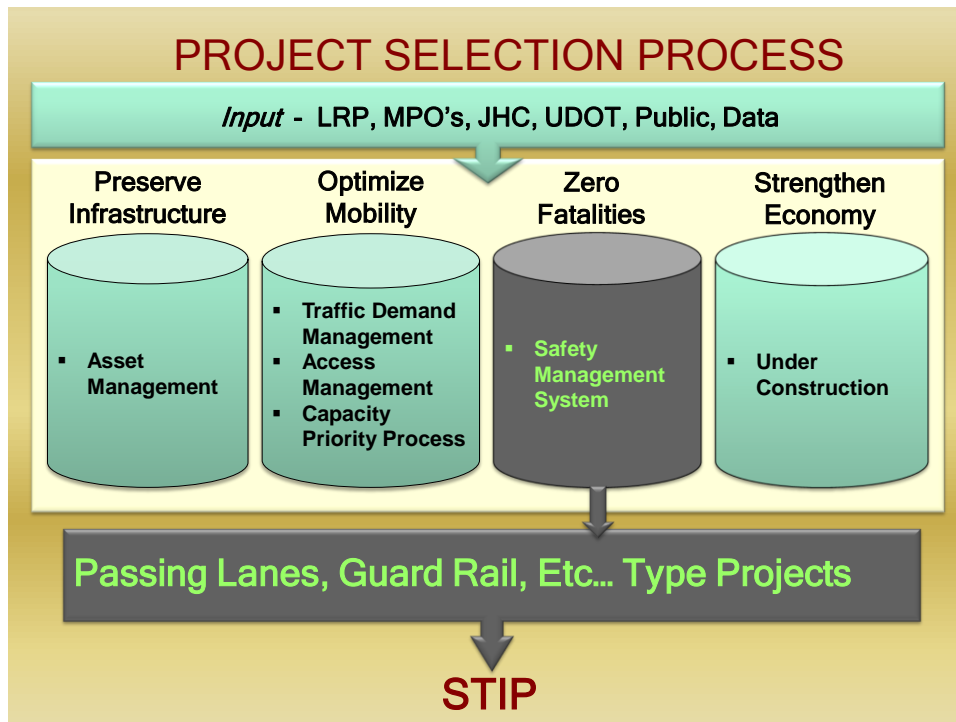 PROJECT SELECTION PROCESS
Input - LRP, MPO's, JHC, UDOT, Public, Data
Preserve
Infrastructure
▪ Asset
Management
Optimize
Mobility
▪ Traffic Demand
Management
▪ Access
Management
▪ Capacity
Priority Process
Zero
Fatalities
▪ Safety
Management
System
Strengthen
Economy
▪ Under
Construction
Passing Lanes, Guard Rail, Etc... Type Projects
STIP